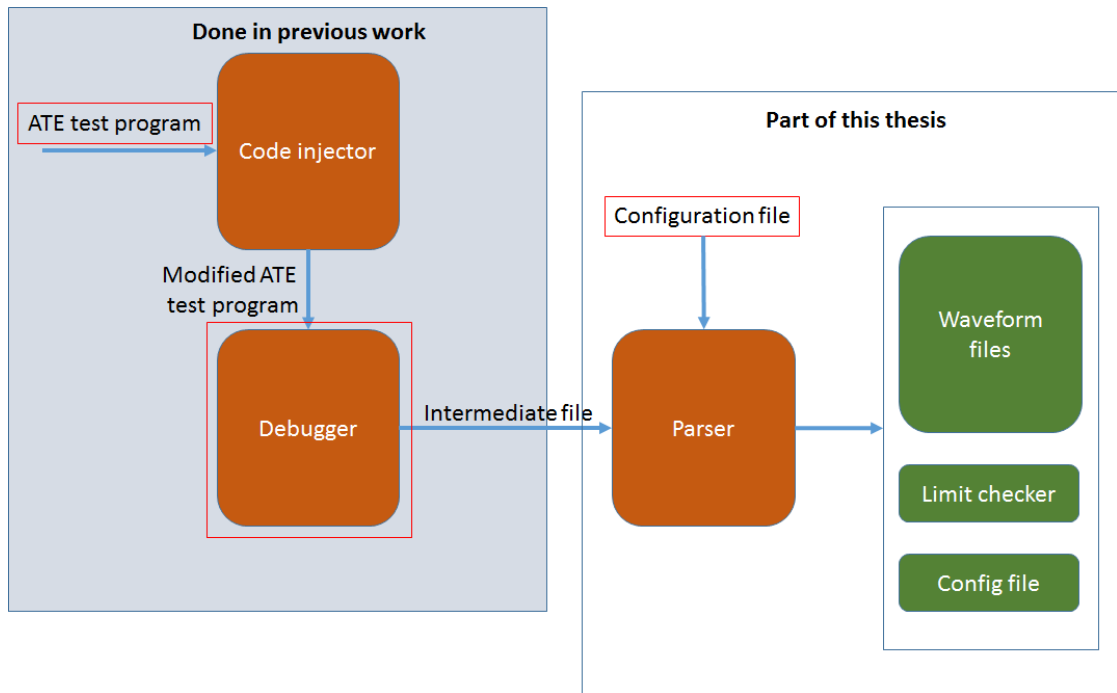 Done in previous work
ATE test program
Code injector
Modified ATE
test program
Debugger
Intermediate file
Part of this thesis
Configuration file
Parser
Waveform
files
Limit checker
Config file